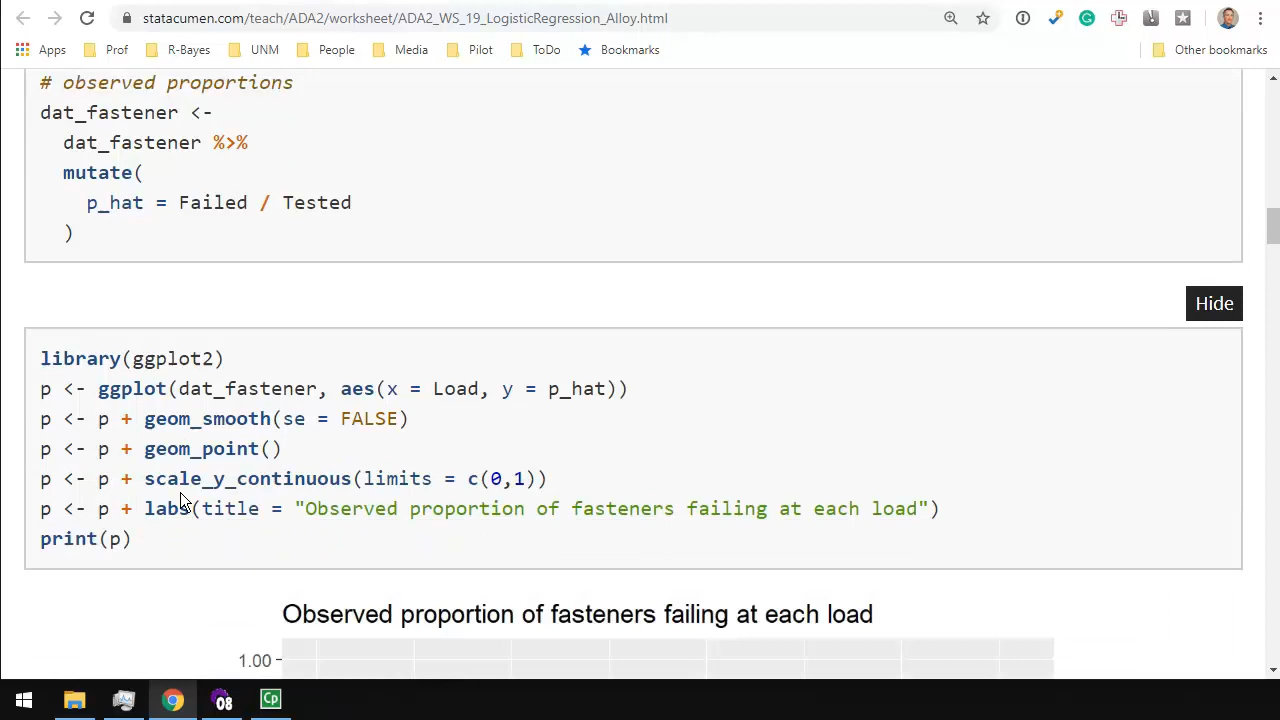 statacumen.com/teach/ADA2/worksheet/ADA2_WS_19_LogisticRegression_Alloy.html
Apps Prof R-Bayes UNM People Media Pilot ToDo Bookmarks Other bookmarks
# observed proportions
dat_fastener <-
dat_fastener %>%
mutate(
p_hat = Failed / Tested
)
Hide
library(ggplot2)
p <- ggplot(dat_fastener, aes(x = Load, y = p_hat))
p <- p + geom_smooth(se = FALSE)
p <- p + geom_point()
p <- p + scale_y_continuous(limits = c(0,1))
p <- p + labs(title = "Observed proportion of fasteners failing at each load")
print(p)
Observed proportion of fasteners failing at each load
1.00
08
Cp